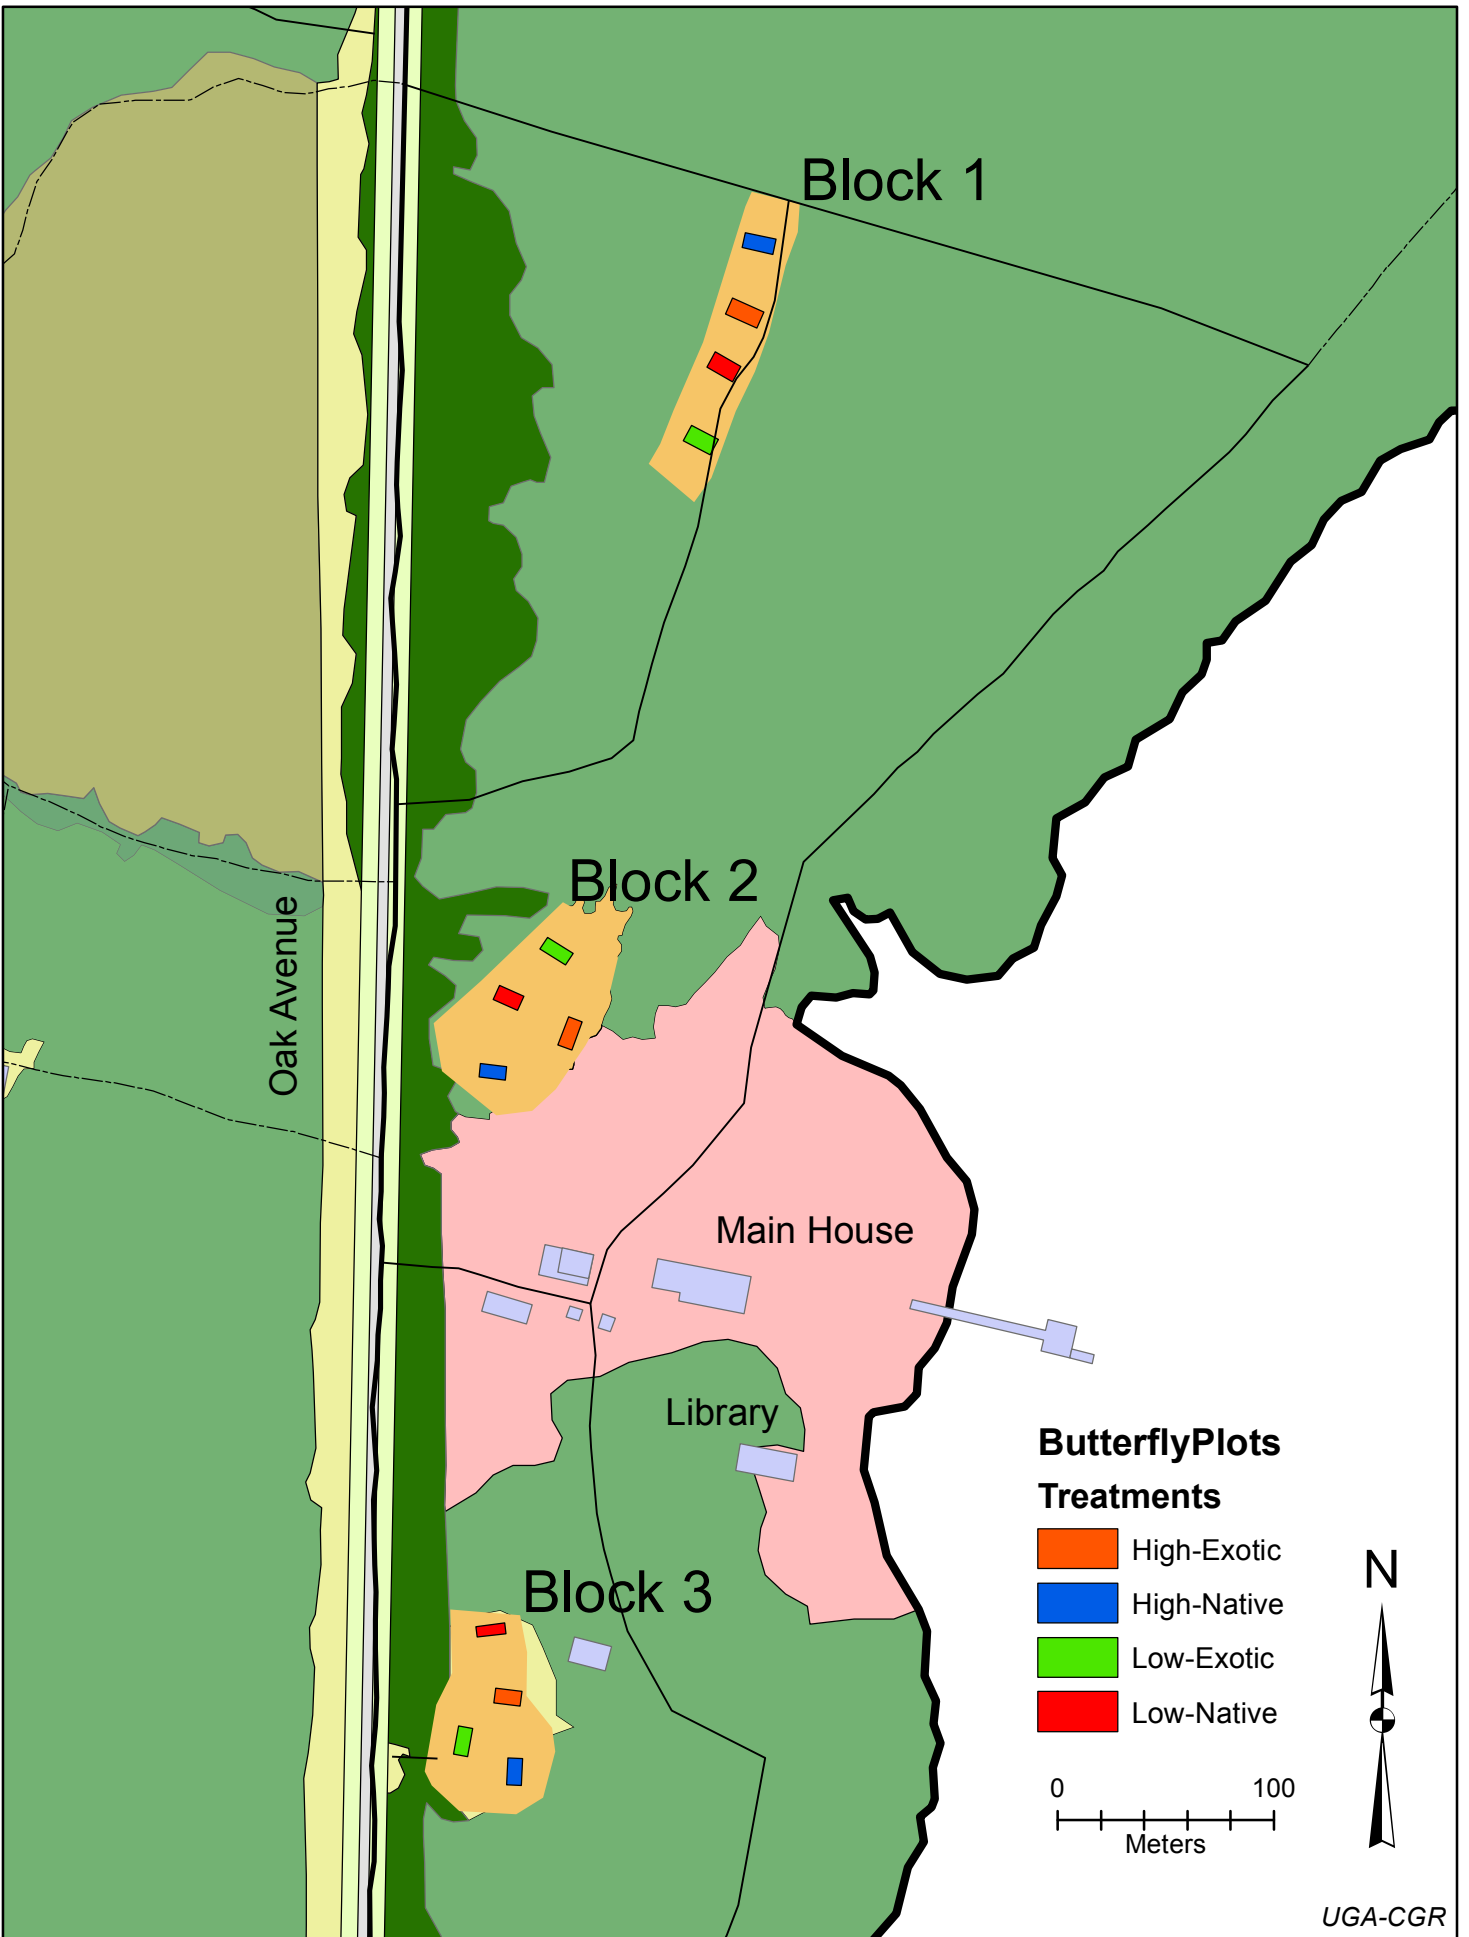 Block 1
Block 2
Oak Avenue
Main House
Library
Block 3
ButterflyPlots
Treatments
High-Exotic
High-Native
Low-Exotic
Low-Native
N
0 100
Meters
UGA-CGR